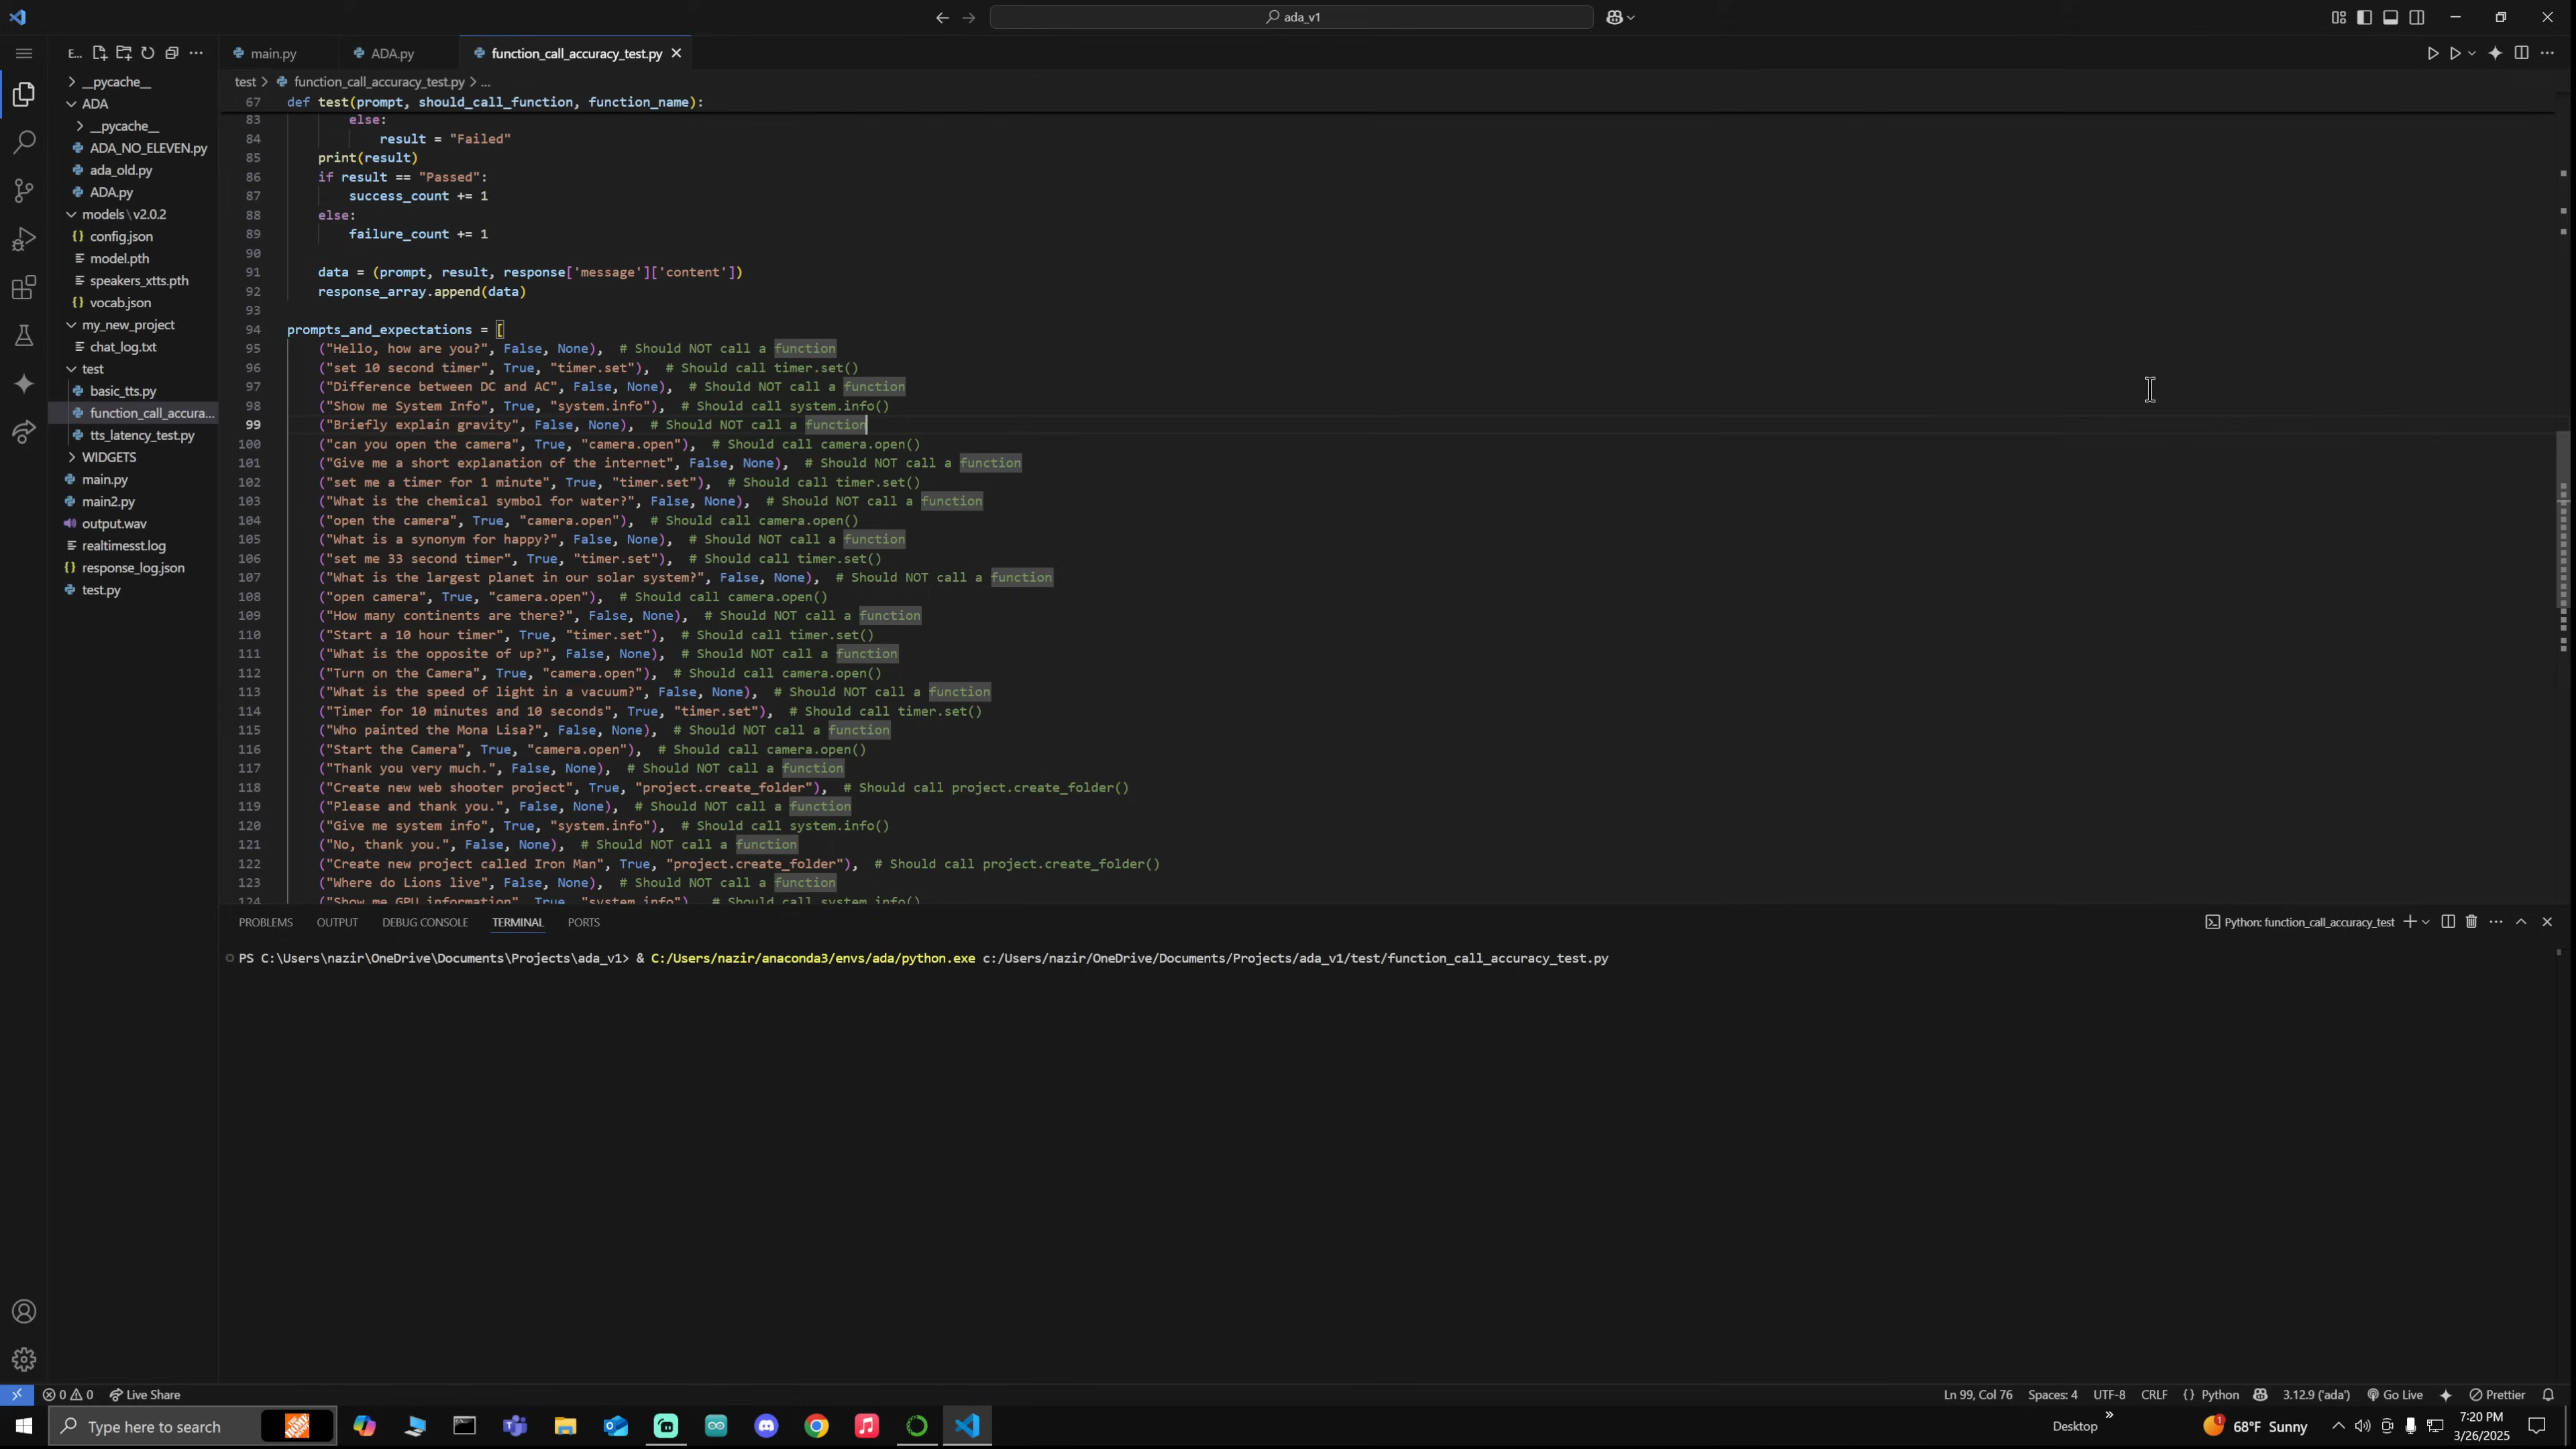 ada_v1
E...
main.py
ADA.py
function_call_accuracy_test.py
test > function_call_accuracy_test.py > ...
__pycache__
ADA
__pycache__
ADA_NO_ELEVEN.py
ada_old.py
ADA.py
models\v2.0.2
config.json
model.pth
speakers_xtts.pth
vocab.json
my_new_project
chat_log.txt
test
basic_tts.py
function_call_accura...
tts_latency_test.py
WIDGETS
main.py
main2.py
output.wav
realtimesst.log
response_log.json
test.py
67 def test(prompt, should_call_function, function_name):
83 else:
84 result = "Failed"
85 print(result)
86 if result == "Passed":
87 success_count += 1
88 else:
89 failure_count += 1
90
91 data = (prompt, result, response['message']['content'])
92 response_array.append(data)
93
94 prompts_and_expectations = [
95 ("Hello, how are you?", False, None), # Should NOT call a function
96 ("set 10 second timer", True, "timer.set"), # Should call timer.set()
97 ("Difference between DC and AC", False, None), # Should NOT call a function
98 ("Show me System Info", True, "system.info"), # Should call system.info()
99 ("Briefly explain gravity", False, None), # Should NOT call a function
100 ("can you open the camera", True, "camera.open"), # Should call camera.open()
101 ("Give me a short explanation of the internet", False, None), # Should NOT call a function
102 ("set me a timer for 1 minute", True, "timer.set"), # Should call timer.set()
103 ("What is the chemical symbol for water?", False, None), # Should NOT call a function
104 ("open the camera", True, "camera.open"), # Should call camera.open()
105 ("What is a synonym for happy?", False, None), # Should NOT call a function
106 ("set me 33 second timer", True, "timer.set"), # Should call timer.set()
107 ("What is the largest planet in our solar system?", False, None), # Should NOT call a function
108 ("open camera", True, "camera.open"), # Should call camera.open()
109 ("How many continents are there?", False, None), # Should NOT call a function
110 ("Start a 10 hour timer", True, "timer.set"), # Should call timer.set()
111 ("What is the opposite of up?", False, None), # Should NOT call a function
112 ("Turn on the Camera", True, "camera.open"), # Should call camera.open()
113 ("What is the speed of light in a vacuum?", False, None), # Should NOT call a function
114 ("Timer for 10 minutes and 10 seconds", True, "timer.set"), # Should call timer.set()
115 ("Who painted the Mona Lisa?", False, None), # Should NOT call a function
116 ("Start the Camera", True, "camera.open"), # Should call camera.open()
117 ("Thank you very much.", False, None), # Should NOT call a function
118 ("Create new web shooter project", True, "project.create_folder"), # Should call project.create_folder()
119 ("Please and thank you.", False, None), # Should NOT call a function
120 ("Give me system info", True, "system.info"), # Should call system.info()
121 ("No, thank you.", False, None), # Should NOT call a function
122 ("Create new project called Iron Man", True, "project.create_folder"), # Should call project.create_folder()
123 ("Where do Lions live", False, None), # Should NOT call a function
124 ("Show me GPU information", True, "system.info"), # Should call system.info()
PROBLEMS OUTPUT DEBUG CONSOLE TERMINAL PORTS
Python: function_call_accuracy_test
PS C:\Users\nazir\OneDrive\Documents\Projects\ada_v1> & C:/Users/nazir/anaconda3/envs/ada/python.exe c:/Users/nazir/OneDrive/Documents/Projects/ada_v1/test/function_call_accuracy_test.py
0 0 Live Share
Ln 99, Col 76 Spaces: 4 UTF-8 CRLF {} Python 3.12.9 ('ada') Go Live Prettier
Type here to search
Desktop
1
68°F Sunny
7:20 PM
3/26/2025